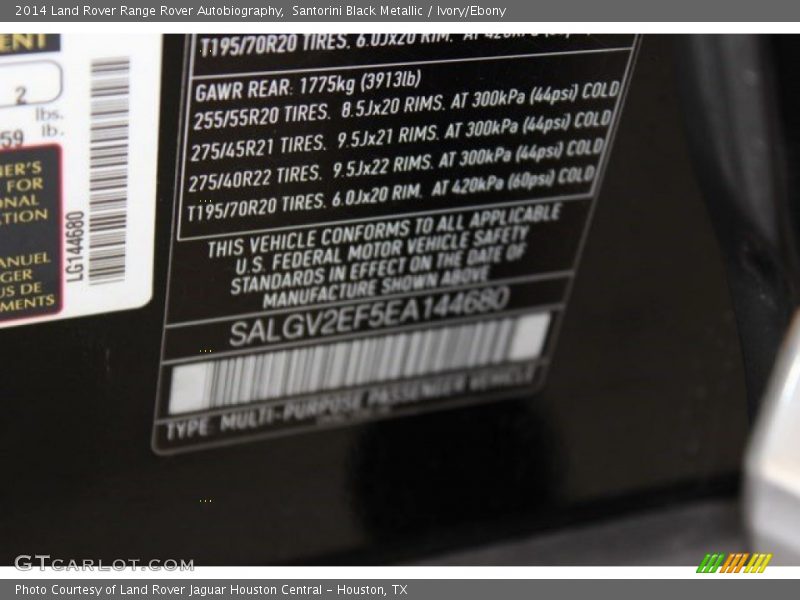 2014 Land Rover Range Rover Autobiography, Santorini Black Metallic / Ivory/Ebony
ENT
2
lbs.
59 lb.
ER'S
FOR
ONAL
TION
ANUEL
GER
US DE
MENTS
LG144680
T195/70R20 TIRES. 6.0Jx20 RIM. AT 420kPa
GAWR REAR: 1775kg (3913lb)
255/55R20 TIRES. 8.5Jx20 RIMS. AT 300kPa (44psi) COLD
275/45R21 TIRES. 9.5Jx21 RIMS. AT 300kPa (44psi) COLD
275/40R22 TIRES. 9.5Jx22 RIMS. AT 300kPa (44psi) COLD
T195/70R20 TIRES. 6.0Jx20 RIM. AT 420kPa (60psi) COLD
THIS VEHICLE CONFORMS TO ALL APPLICABLE
U.S. FEDERAL MOTOR VEHICLE SAFETY
STANDARDS IN EFFECT ON THE DATE OF
MANUFACTURE SHOWN ABOVE
SALGV2EF5EA144680
TYPE MULTI-PURPOSE PASSENGER VEHICLE
GTCARLOT.COM
Photo Courtesy of Land Rover Jaguar Houston Central – Houston, TX